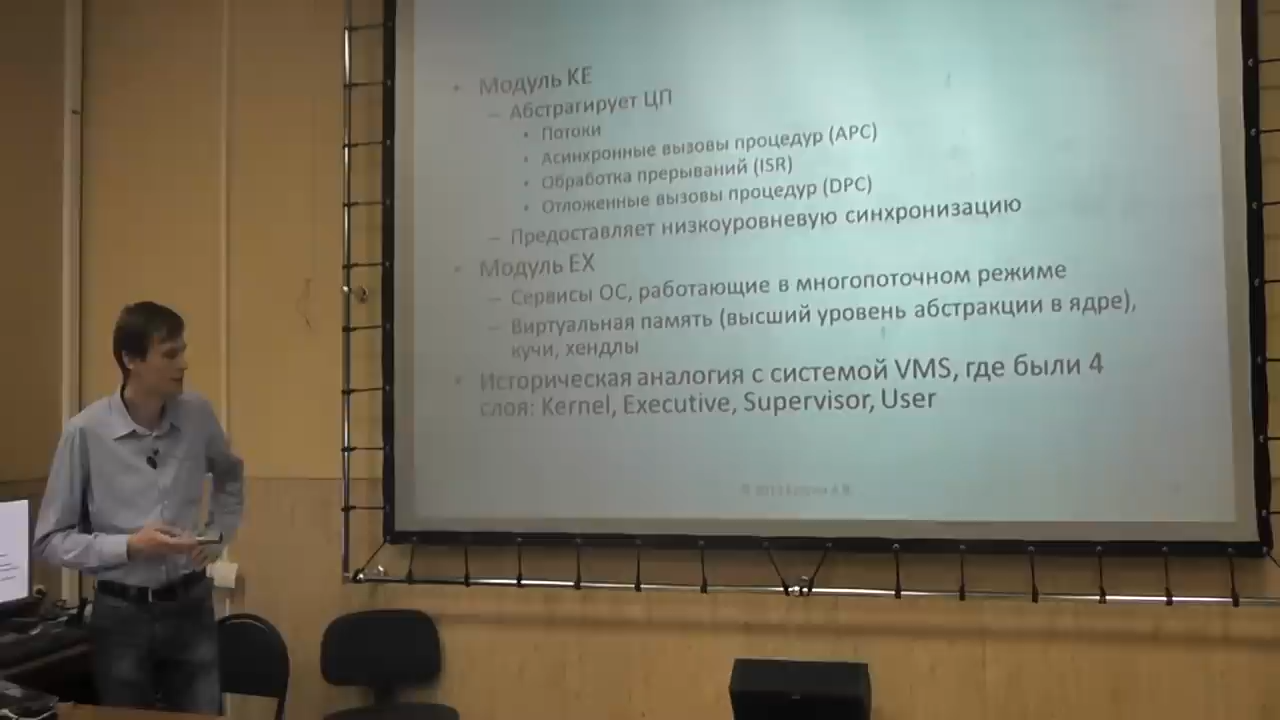 • Модуль KE
– Абстрагирует ЦП
• Потоки
• Асинхронные вызовы процедур (APC)
• Обработка прерываний (ISR)
• Отложенные вызовы процедур (DPC)
– Предоставляет низкоуровневую синхронизацию
• Модуль EX
– Сервисы ОС, работающие в многопоточном режиме
– Виртуальная память (высший уровень абстракции в ядре),
кучи, хендлы
• Историческая аналогия с системой VMS, где были 4
слоя: Kernel, Executive, Supervisor, User